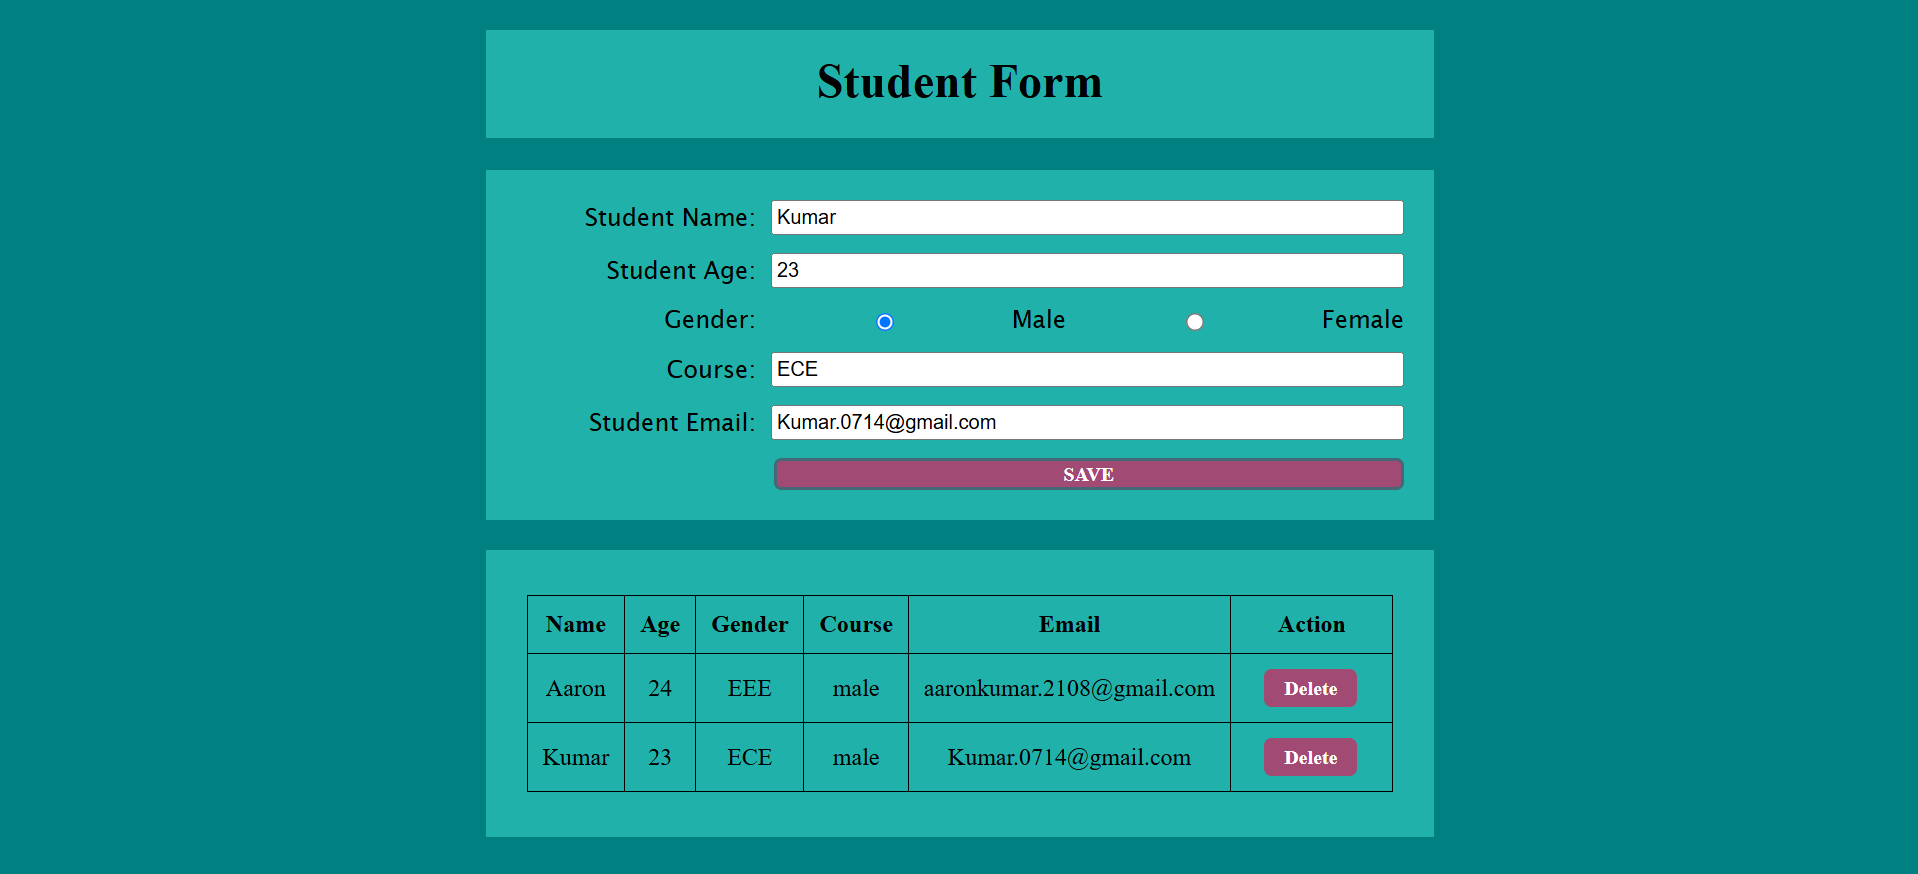 Student Form
Student Name: Kumar
Student Age: 23
Gender: Male Female
Course: ECE
Student Email: Kumar.0714@gmail.com
SAVE
Name Age Gender Course Email Action
Aaron 24 EEE male aaronkumar.2108@gmail.com Delete
Kumar 23 ECE male Kumar.0714@gmail.com Delete